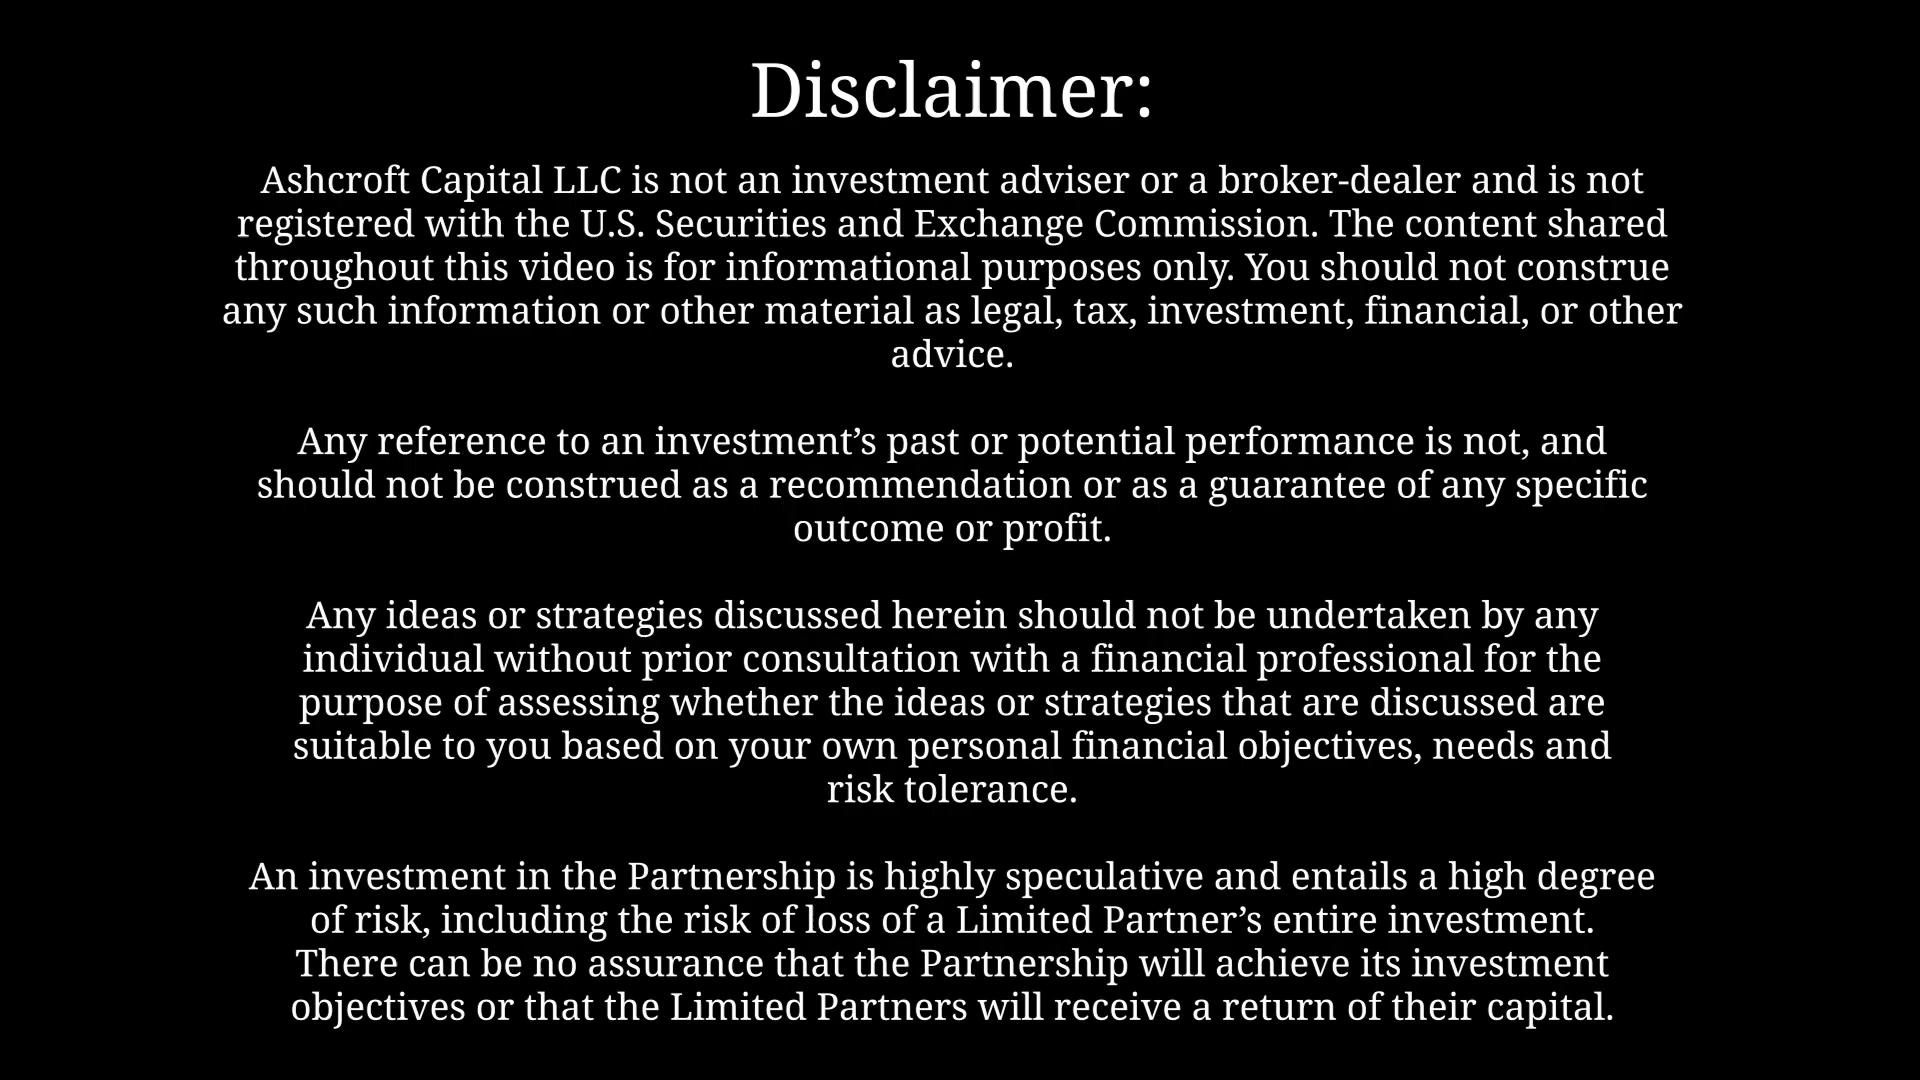 Disclaimer:
Ashcroft Capital LLC is not an investment adviser or a broker-dealer and is not
registered with the U.S. Securities and Exchange Commission. The content shared
throughout this video is for informational purposes only. You should not construe
any such information or other material as legal, tax, investment, financial, or other
advice.
Any reference to an investment’s past or potential performance is not, and
should not be construed as a recommendation or as a guarantee of any specific
outcome or profit.
Any ideas or strategies discussed herein should not be undertaken by any
individual without prior consultation with a financial professional for the
purpose of assessing whether the ideas or strategies that are discussed are
suitable to you based on your own personal financial objectives, needs and
risk tolerance.
An investment in the Partnership is highly speculative and entails a high degree
of risk, including the risk of loss of a Limited Partner’s entire investment.
There can be no assurance that the Partnership will achieve its investment
objectives or that the Limited Partners will receive a return of their capital.